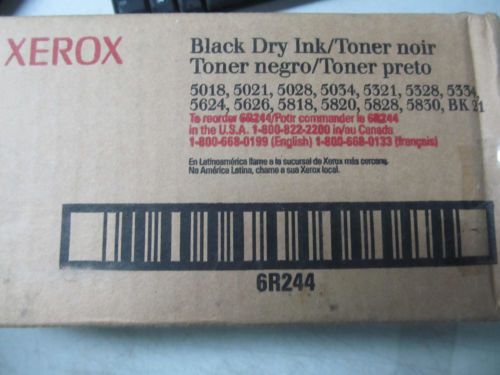 XEROX
Black Dry Ink/Toner noir
Toner negro/Toner preto
5018, 5021, 5028, 5034, 5321, 5328, 5334,
5624, 5626, 5818, 5820, 5828, 5830, BK 21
To reorder 6R244/Potir commander le 6R244
in the U.S.A. 1-800-822-2200 in/au Canada
1-800-668-0199 (English) 1-800-668-0133 (français)
En Latinoamérica llame a la sucursal de Xerox más cercana.
No América Latina, chame a sua Xerox local.
6R244